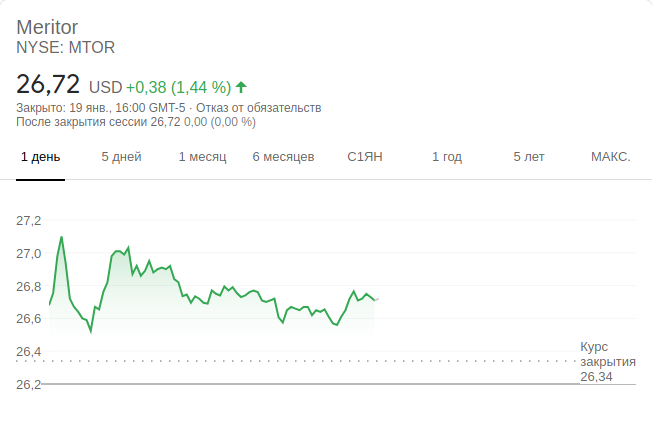 Meritor
NYSE: MTOR
26,72 USD +0,38 (1,44 %)
Закрыто: 19 янв., 16:00 GMT-5 · Отказ от обязательств
После закрытия сессии 26,72 0,00 (0,00 %)
1 день 5 дней 1 месяц 6 месяцев С1ЯН 1 год 5 лет МАКС.
27,2
27,0
26,8
26,6
26,4
Курс
закрытия
26,34
26,2